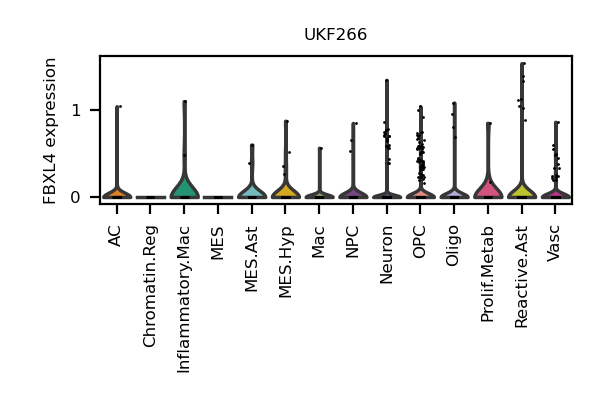 UKF266
FBXL4 expression
1
0
AC
Chromatin.Reg
Inflammatory.Mac
MES
MES.Ast
MES.Hyp
Mac
NPC
Neuron
OPC
Oligo
Prolif.Metab
Reactive.Ast
Vasc